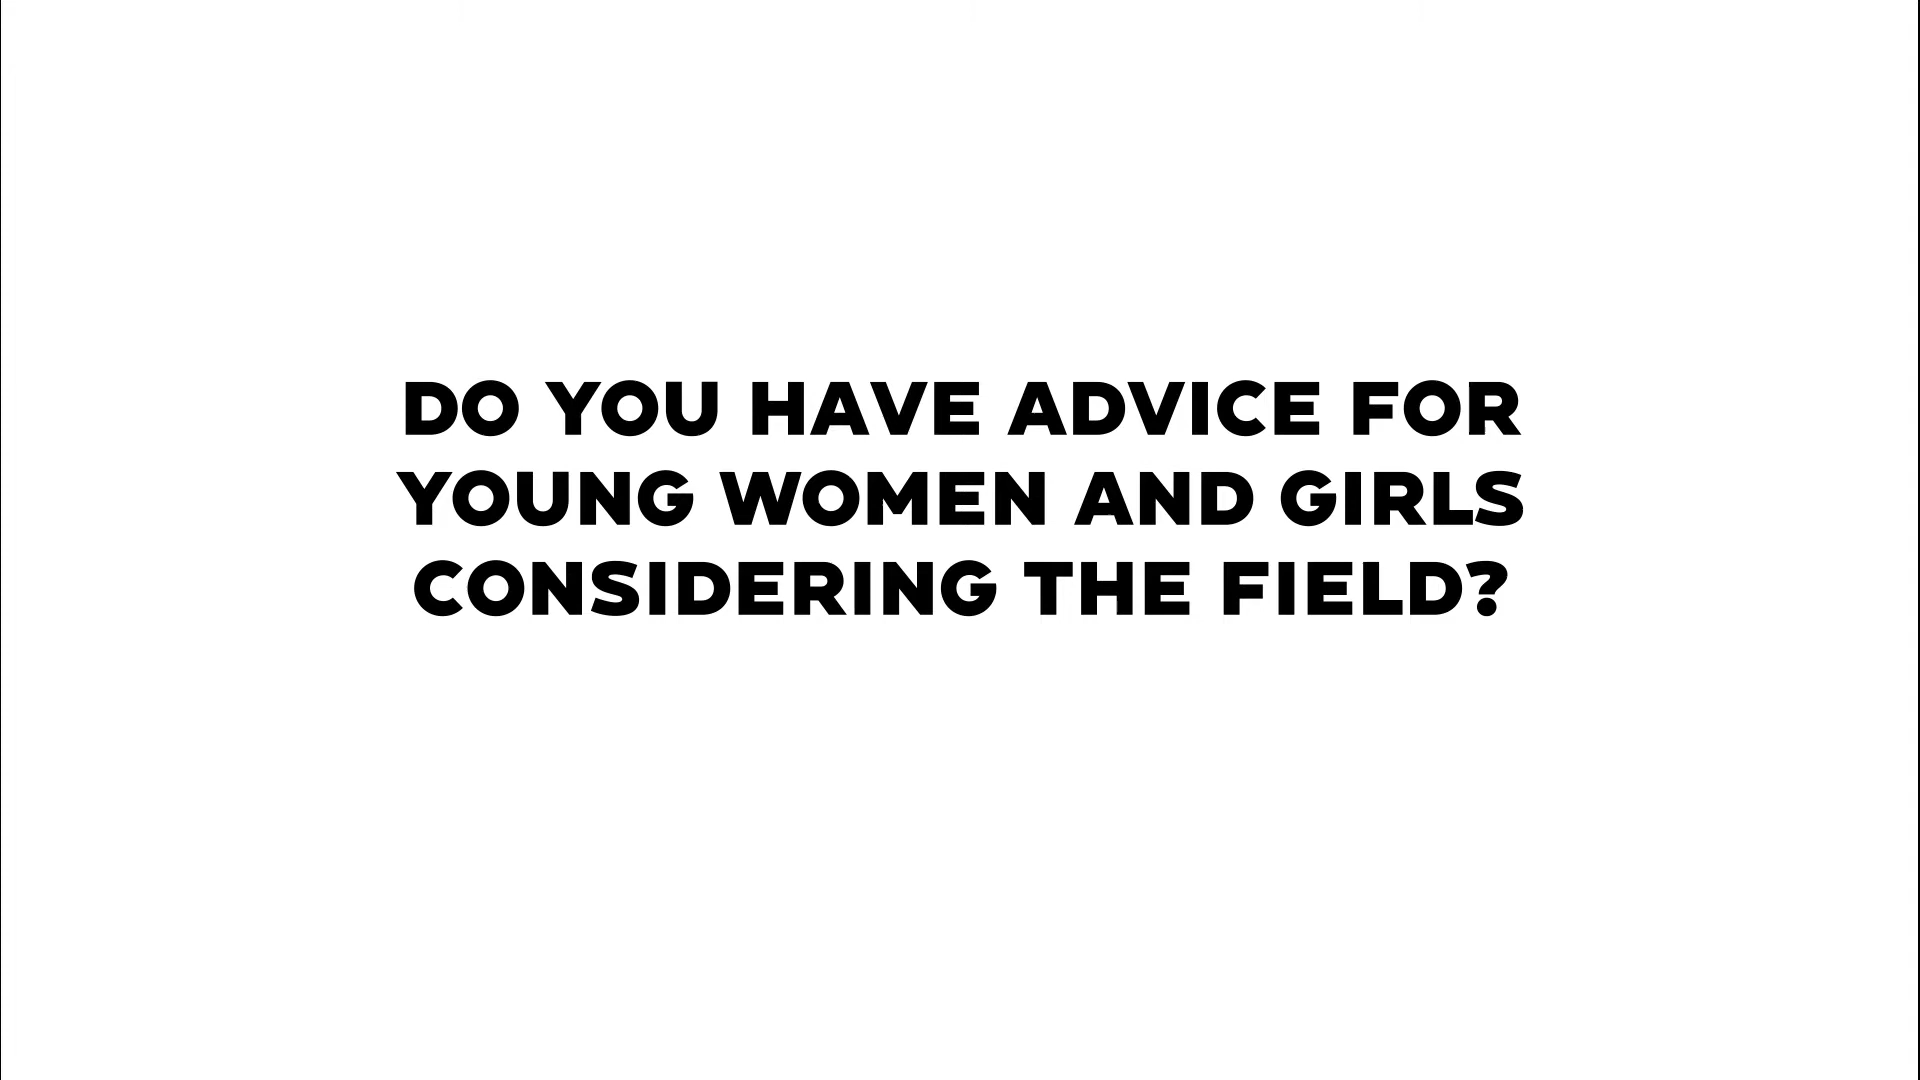 DO YOU HAVE ADVICE FOR
YOUNG WOMEN AND GIRLS
CONSIDERING THE FIELD?